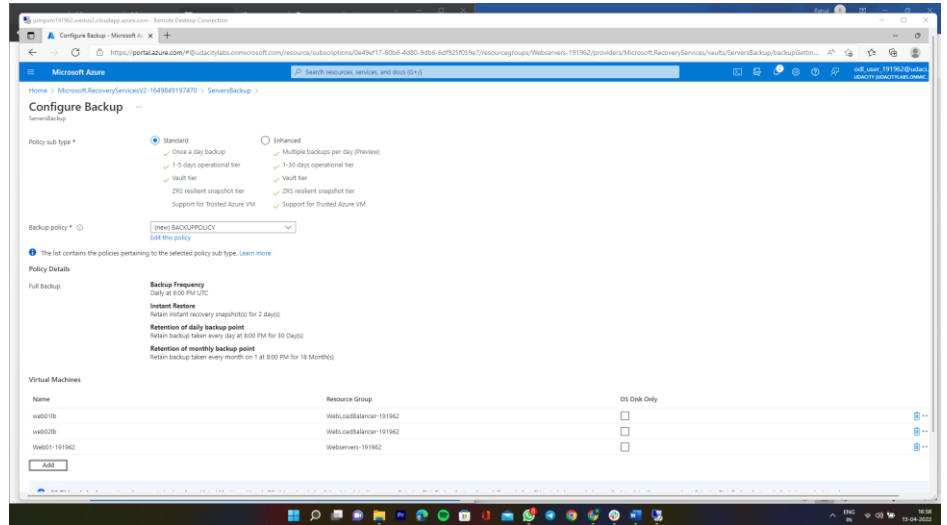 Rahul
jumpvm191962.westus2.cloudapp.azure.com - Remote Desktop Connection
Configure Backup - Microsoft Az
https://portal.azure.com/#@udacitylabs.onmicrosoft.com/resource/subscriptions/0e49ef17-60b6-4d80-9db6-6df925f059e7/resourcegroups/Webservers-191962/providers/Microsoft.RecoveryServices/vaults/ServersBackup/backupGettin...
Microsoft Azure
Search resources, services, and docs (G+/)
odl_user_191962@udaci...
UDACITY (UDACITYLABS.ONMIC...
Home > Microsoft.RecoveryServicesV2-1649849197470 > ServersBackup >
Configure Backup ...
ServersBackup
Policy sub type *
Standard
Enhanced
Once a day backup
Multiple backups per day (Preview)
1-5 days operational tier
1-30 days operational tier
Vault tier
Vault tier
ZRS resilient snapshot tier
ZRS resilient snapshot tier
Support for Trusted Azure VM
Support for Trusted Azure VM
Backup policy *
(new) BACKUPPOLICY
Edit this policy
The list contains the policies pertaining to the selected policy sub type. Learn more.
Policy Details
Full Backup
Backup Frequency
Daily at 8:00 PM UTC
Instant Restore
Retain instant recovery snapshot(s) for 2 day(s)
Retention of daily backup point
Retain backup taken every day at 8:00 PM for 30 Day(s)
Retention of monthly backup point
Retain backup taken every month on 1 at 8:00 PM for 18 Month(s)
Virtual Machines
Name
Resource Group
OS Disk Only
web01lb
WebLoadBalancer-191962
web02lb
WebLoadBalancer-191962
Web01-191962
Webservers-191962
Add
ENG
IN
16:58
13-04-2022